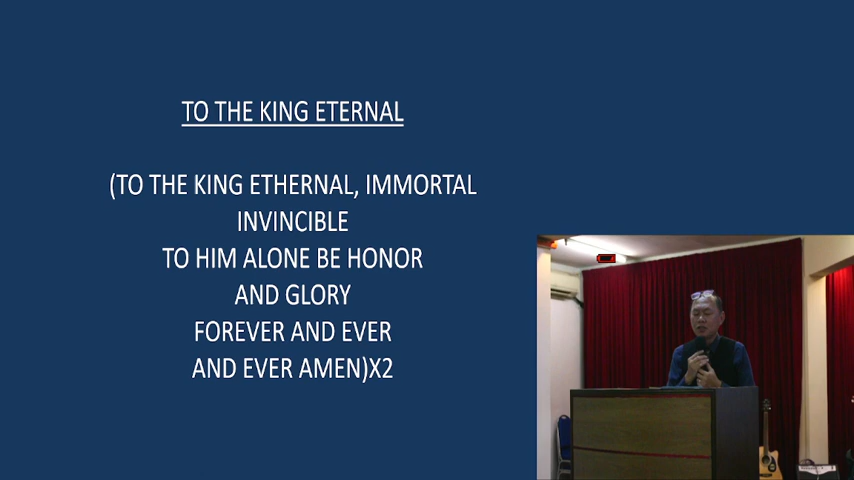 TO THE KING ETERNAL
(TO THE KING ETHERNAL, IMMORTAL
INVINCIBLE
TO HIM ALONE BE HONOR
AND GLORY
FOREVER AND EVER
AND EVER AMEN)X2